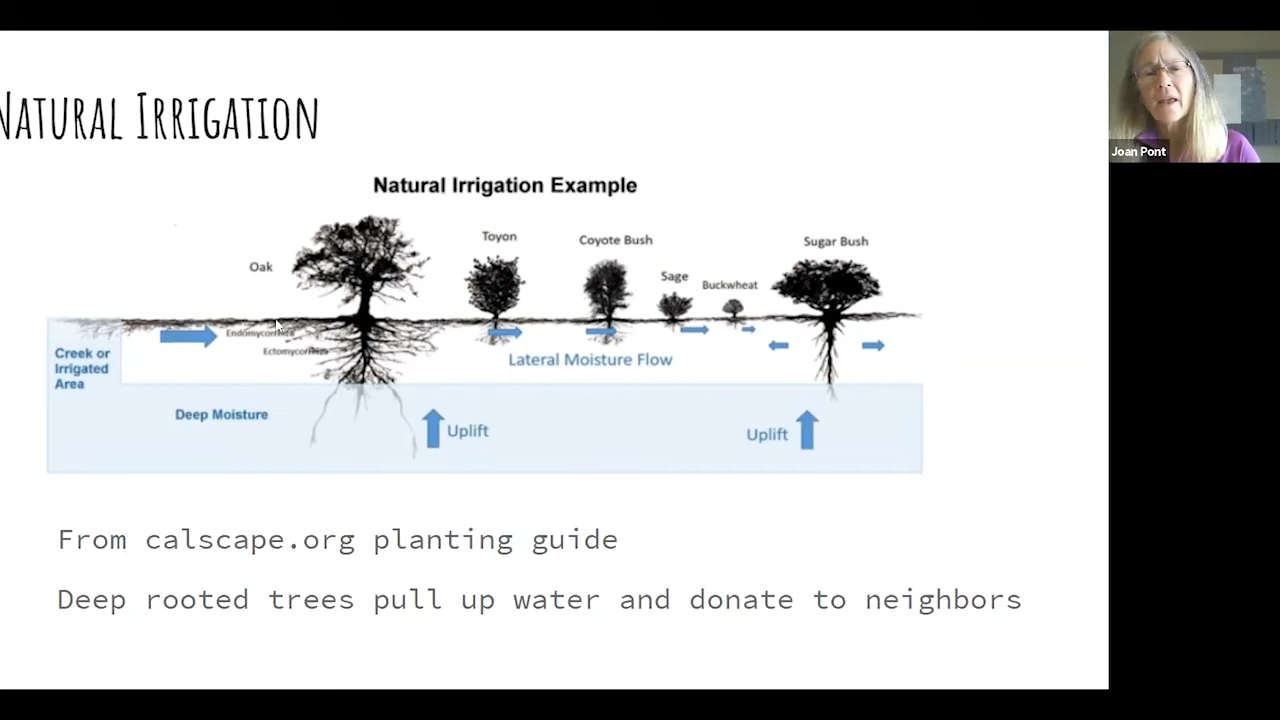 NATURAL IRRIGATION
Joan Pont
Natural Irrigation Example
Toyon
Coyote Bush
Sugar Bush
Oak
Sage
Buckwheat
Endomycorrhiza
Ectomycorrhiza
Creek or
Irrigated
Area
Lateral Moisture Flow
Deep Moisture
Uplift
Uplift
From calscape.org planting guide
Deep rooted trees pull up water and donate to neighbors